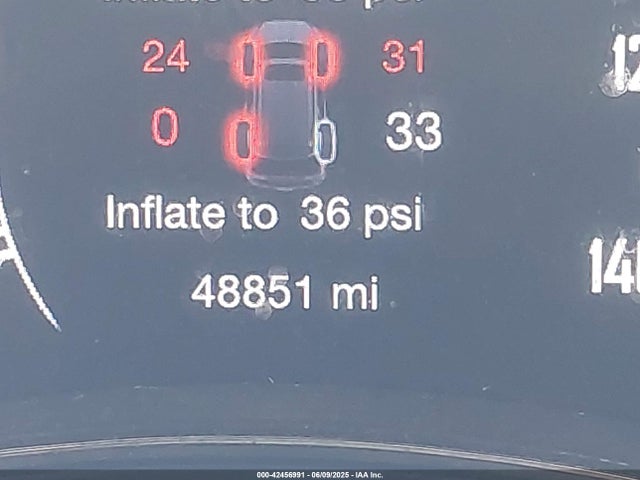 24 31
0 33
Inflate to 36 psi
48851 mi
000-42456991 - 06/09/2025 - IAA Inc.